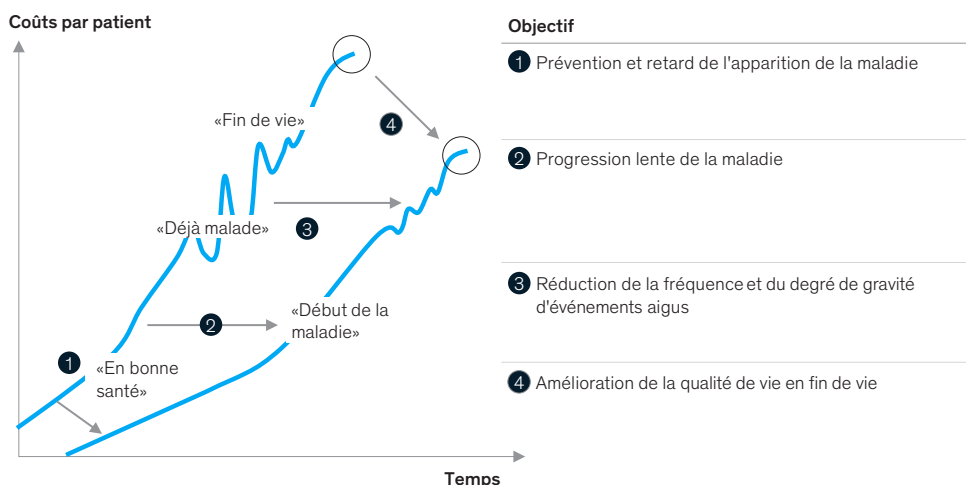 Coûts par patient
«Fin de vie»
4
«Déjà malade»
3
2
«Début de la
maladie»
1
«En bonne
santé»
Temps
Objectif
1 Prévention et retard de l'apparition de la maladie
2 Progression lente de la maladie
3 Réduction de la fréquence et du degré de gravité
d'événements aigus
4 Amélioration de la qualité de vie en fin de vie